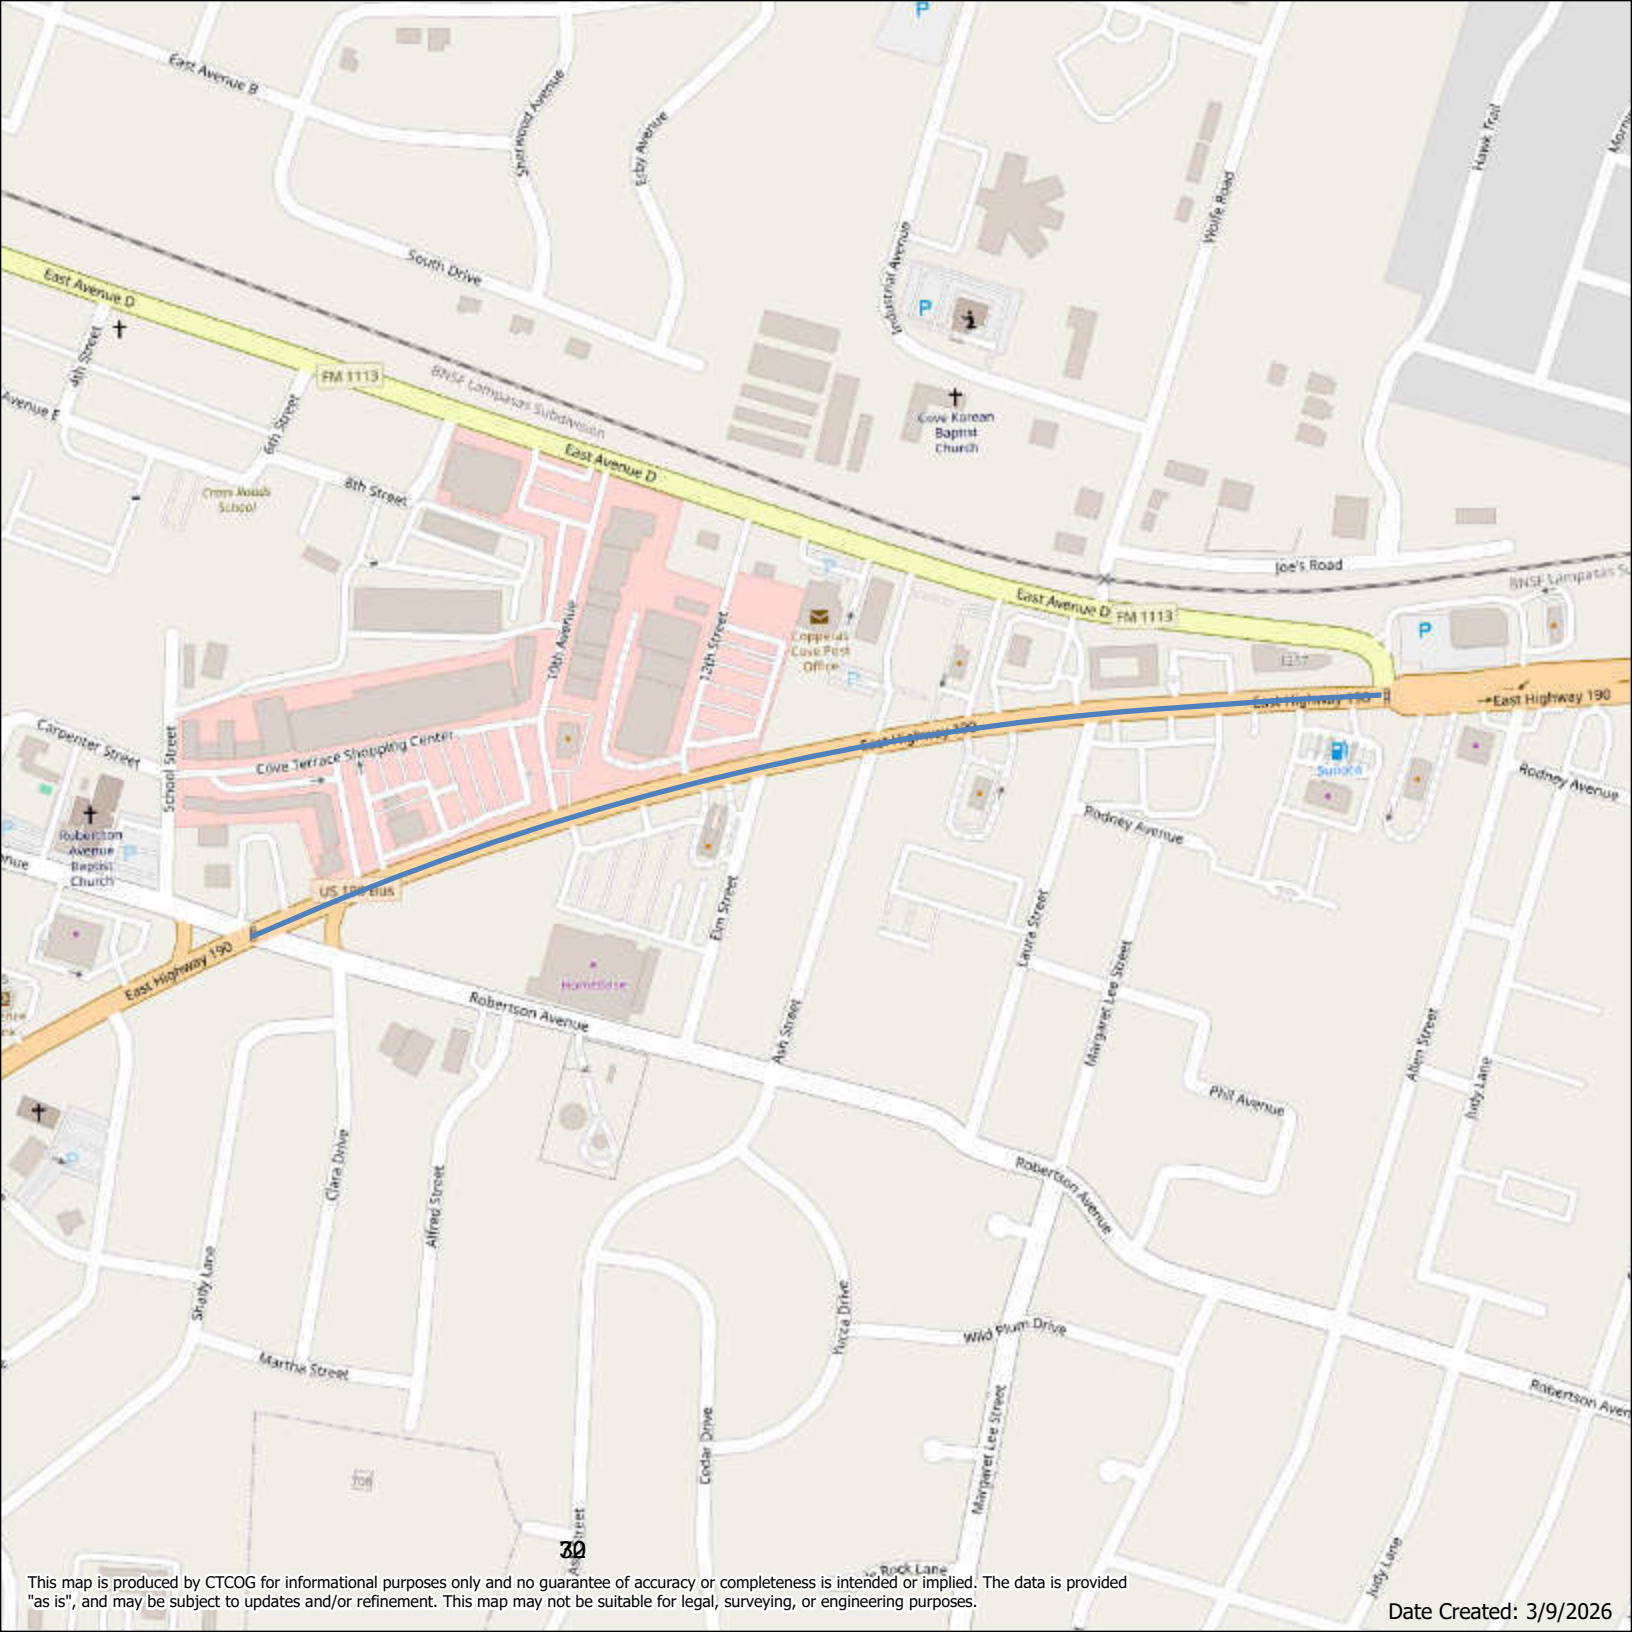 P
East Avenue B
Sherwood Avenue
Erby Avenue
Hawk Trail
Wolfe Road
Industrial Avenue
South Drive
East Avenue D
P
4th Street
FM 1113
BNSF Lampasas Subdivision
Avenue E
6th Street
Cove Korean
Baptist
Church
East Avenue D
8th Street
Cross Roads
School
Joe's Road
P
East Avenue D
FM 1113
10th Avenue
12th Street
Copperas
Cove Post
Office
P
P
East Highway 190
East Highway 190
East Highway 190
Carpenter Street
School Street
Cove Terrace Shopping Center
Sunoco
Rodney Avenue
Rodney Avenue
Robertson
Avenue
Baptist
Church
P
P
US 190 Bus
Elm Street
Laura Street
East Highway 190
HomeBase
Robertson Avenue
Ash Street
Margaret Lee Street
Allen Street
Judy Lane
Phil Avenue
P
Clara Drive
Alfred Street
Robertson Avenue
Shady Lane
Yucca Drive
Wild Plum Drive
Martha Street
Robertson Aven
Cedar Drive
Margaret Lee Street
Judy Lane
Rock Lane
This map is produced by CTCOG for informational purposes only and no guarantee of accuracy or completeness is intended or implied. The data is provided
"as is", and may be subject to updates and/or refinement. This map may not be suitable for legal, surveying, or engineering purposes.
Date Created: 3/9/2026